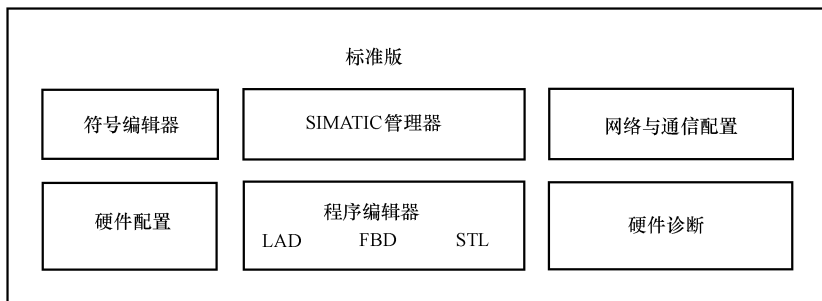 标准版
符号编辑器
SIMATIC管理器
网络与通信配置
硬件配置
程序编辑器
LAD FBD STL
硬件诊断